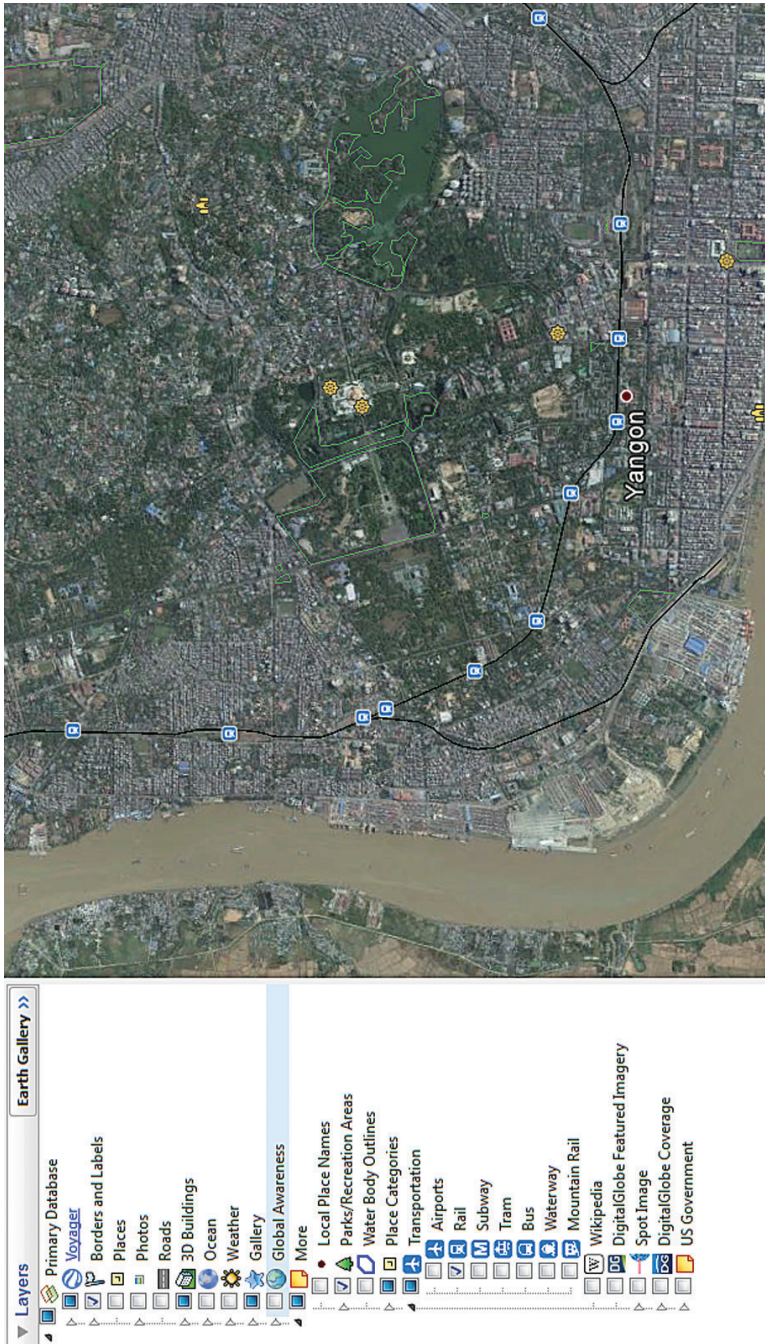 Layers
Earth Gallery >>
Primary Database
Voyager
Borders and Labels
Places
Photos
Roads
3D Buildings
Ocean
Weather
Gallery
Global Awareness
More
Local Place Names
Parks/Recreation Areas
Water Body Outlines
Place Categories
Transportation
Airports
Rail
M Subway
Tram
Bus
Waterway
Mountain Rail
W Wikipedia
DG DigitalGlobe Featured Imagery
Spot Image
DG DigitalGlobe Coverage
US Government
Yangon